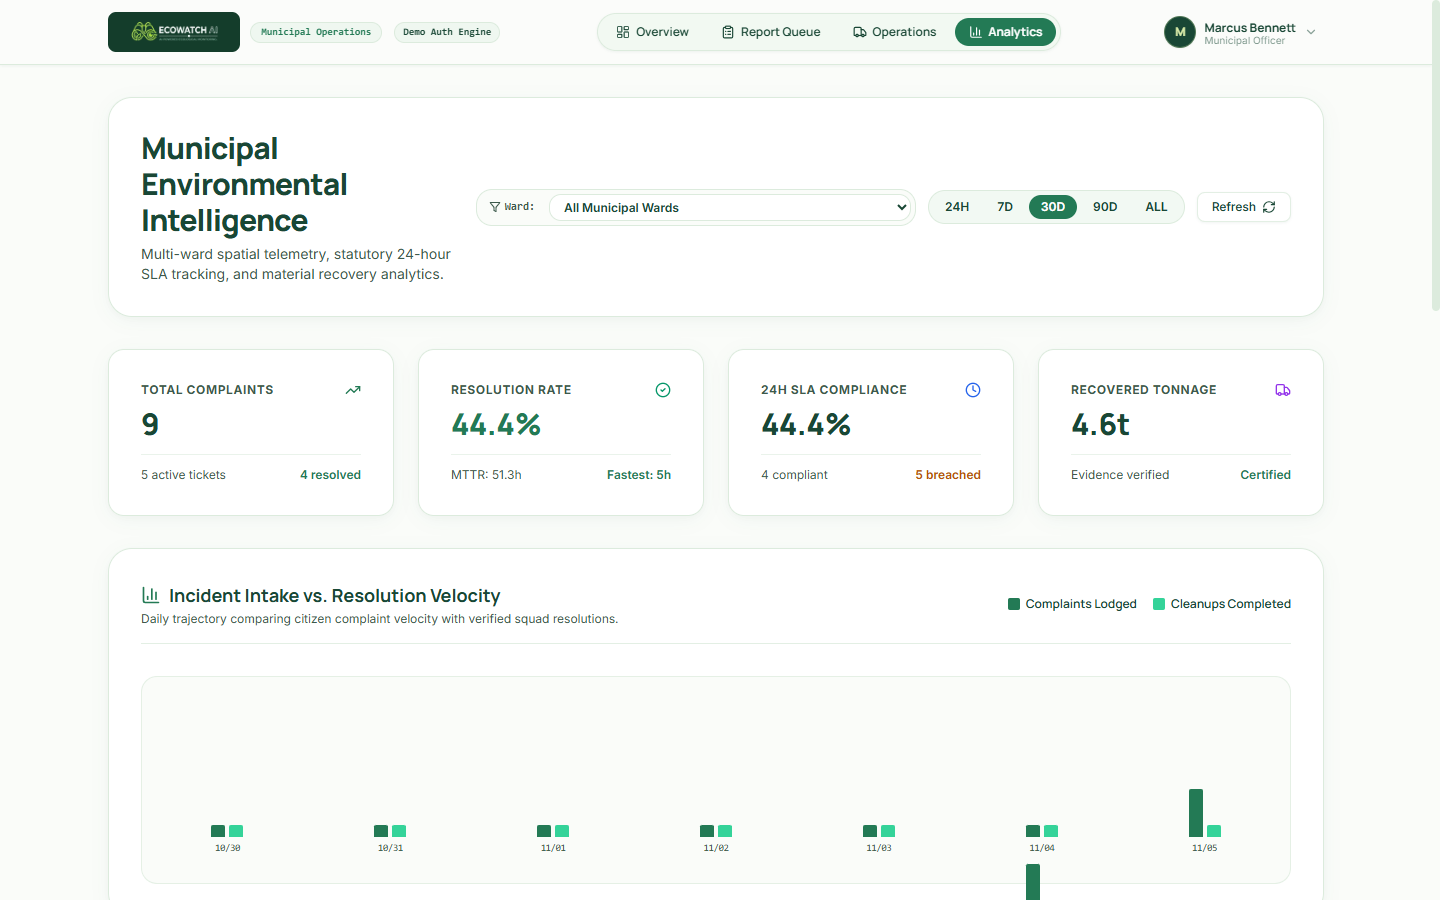 ECOWATCH AI
Municipal Operations
Demo Auth Engine
Overview
Report Queue
Operations
Analytics
M
Marcus Bennett
Municipal Officer
Municipal
Environmental
Intelligence
Multi-ward spatial telemetry, statutory 24-hour
SLA tracking, and material recovery analytics.
Ward:
All Municipal Wards
24H
7D
30D
90D
ALL
Refresh
TOTAL COMPLAINTS
9
5 active tickets
4 resolved
RESOLUTION RATE
44.4%
MTTR: 51.3h
Fastest: 5h
24H SLA COMPLIANCE
44.4%
4 compliant
5 breached
RECOVERED TONNAGE
4.6t
Evidence verified
Certified
Incident Intake vs. Resolution Velocity
Daily trajectory comparing citizen complaint velocity with verified squad resolutions.
Complaints Lodged
Cleanups Completed
10/30
10/31
11/01
11/02
11/03
11/04
11/05